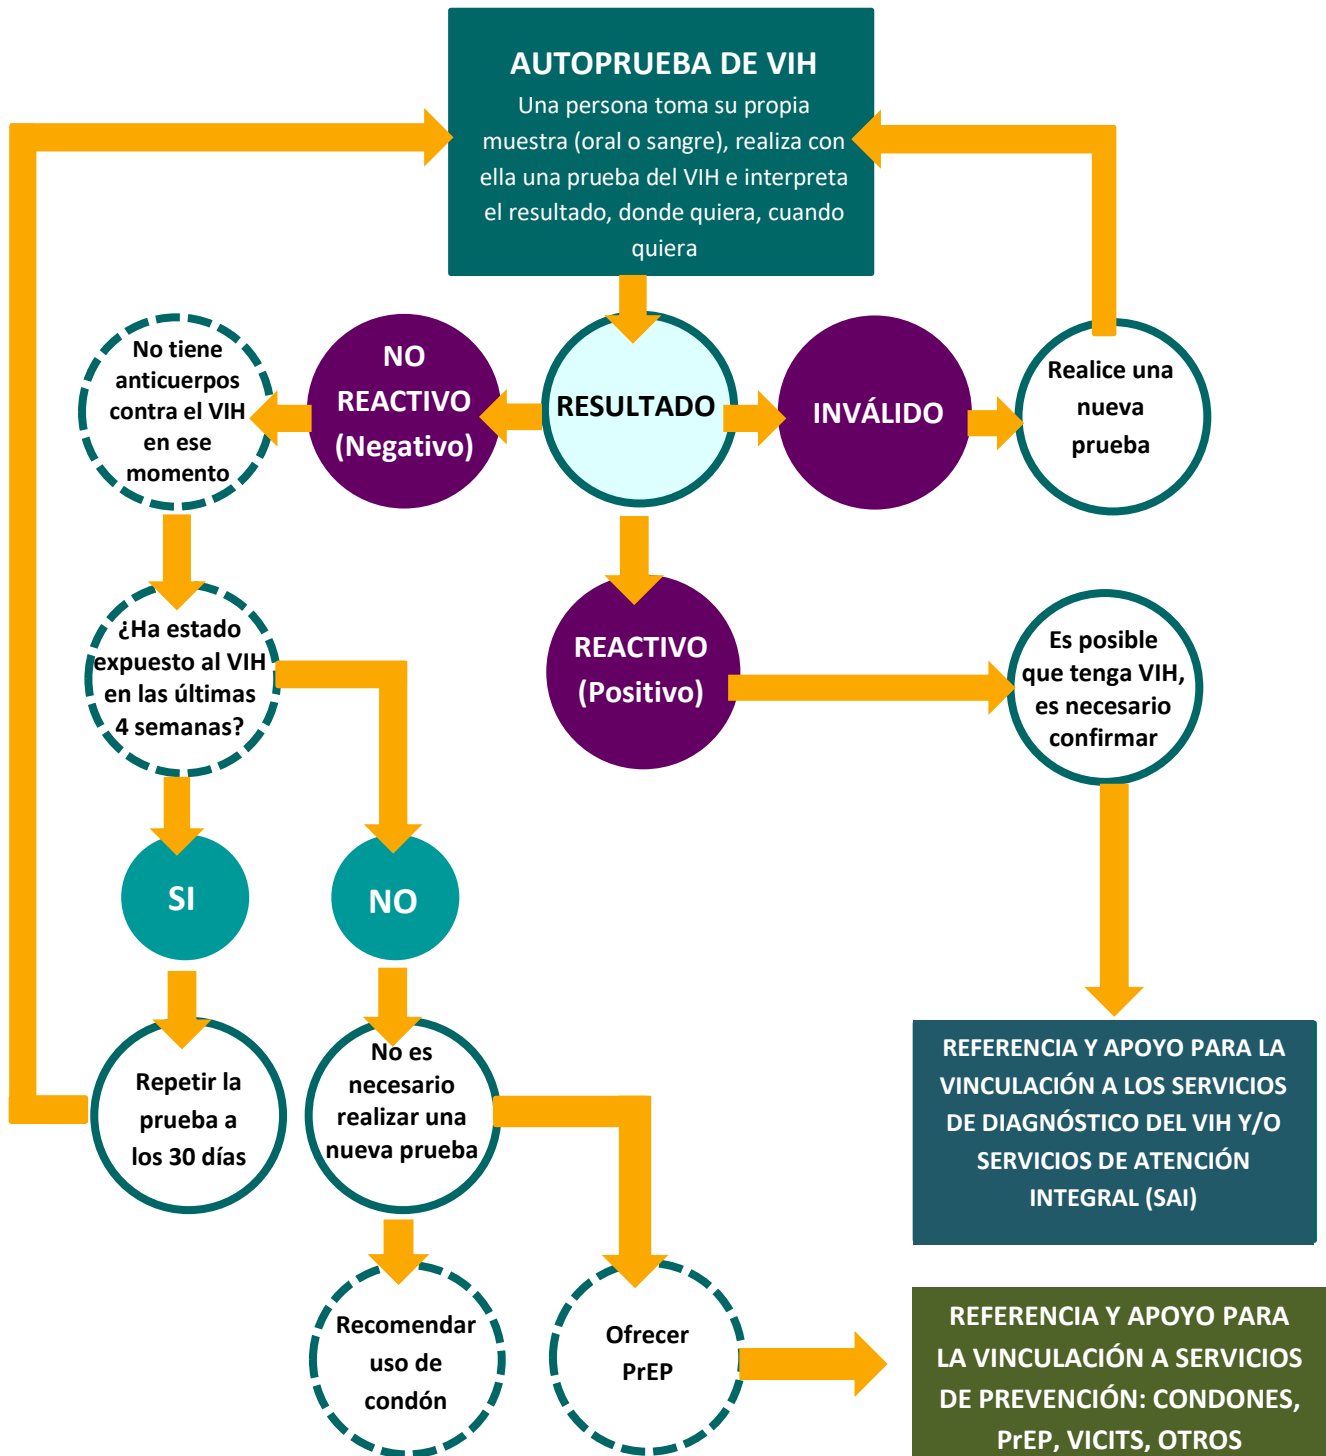 AUTOPRUEBA DE VIH
Una persona toma su propia
muestra (oral o sangre), realiza con
ella una prueba del VIH e interpreta
el resultado, donde quiera, cuando
quiera
No tiene
anticuerpos
contra el VIH
en ese
momento
NO
REACTIVO
(Negativo)
RESULTADO
INVÁLIDO
Realice una
nueva
prueba
¿Ha estado
expuesto al VIH
en las últimas
4 semanas?
REACTIVO
(Positivo)
Es posible
que tenga VIH,
es necesario
confirmar
SI
NO
Repetir la
prueba a
los 30 días
No es
necesario
realizar una
nueva prueba
REFERENCIA Y APOYO PARA LA
VINCULACIÓN A LOS SERVICIOS
DE DIAGNÓSTICO DEL VIH Y/O
SERVICIOS DE ATENCIÓN
INTEGRAL (SAI)
Recomendar
uso de
condón
Ofrecer
PrEP
REFERENCIA Y APOYO PARA
LA VINCULACIÓN A SERVICIOS
DE PREVENCIÓN: CONDONES,
PrEP, VICITS, OTROS